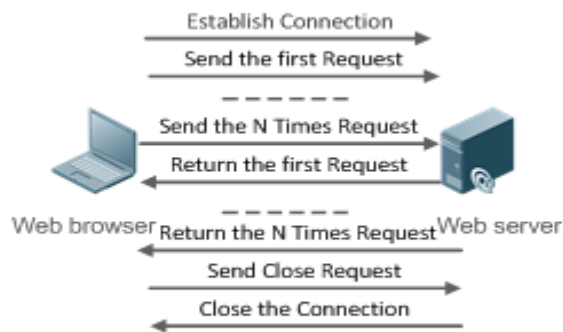 Establish Connection
Send the first Request
Send the N Times Request
Return the first Request
Web browser
Web server
Return the N Times Request
Send Close Request
Close the Connection